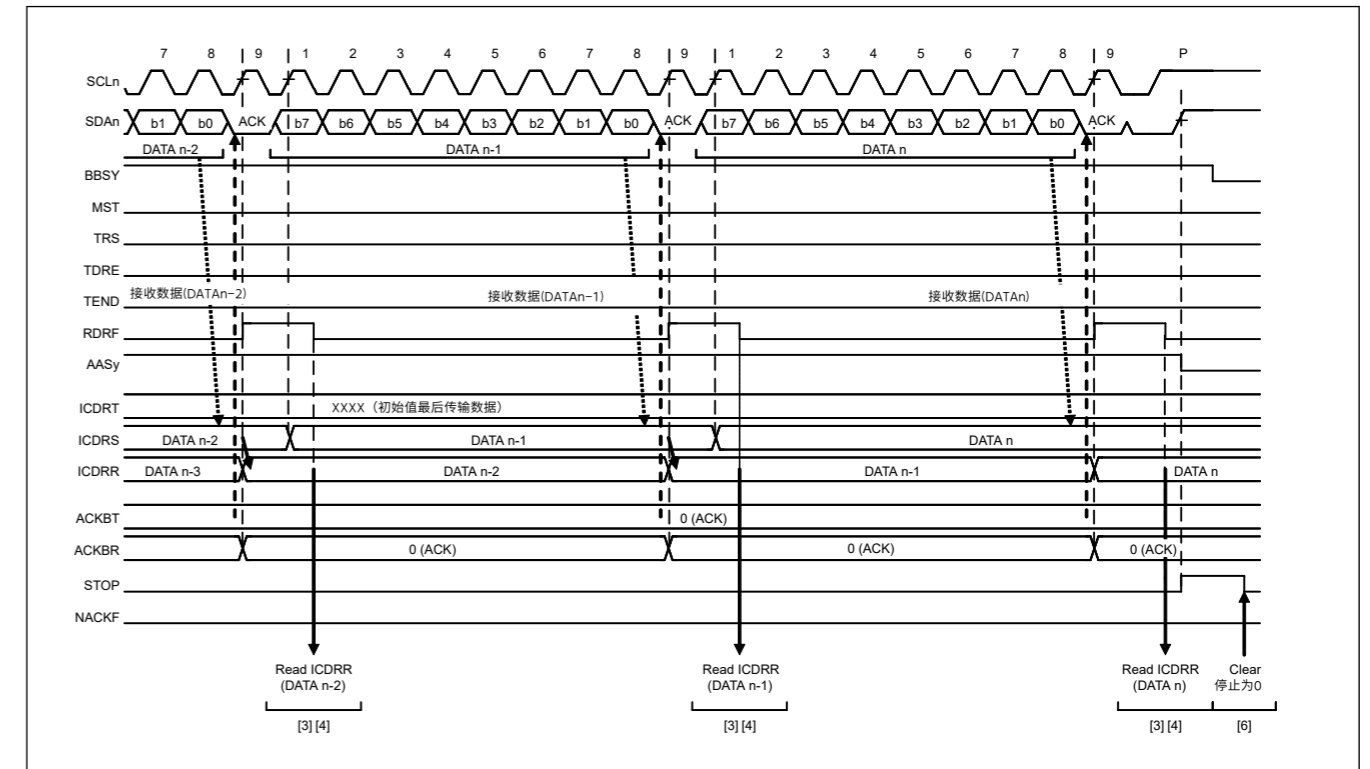 7 8 9 1 2 3 4 5 6 7 8 9 1 2 3 4 5 6 7 8 9 P
SCLn
SDAn b1 b0 ACK b7 b6 b5 b4 b3 b2 b1 b0 ACK b7 b6 b5 b4 b3 b2 b1 b0 ACK
DATA n-2 DATA n-1 DATA n
BBSY
MST
TRS
TDRE
TEND 接收数据(DATAn-2) 接收数据(DATAn-1) 接收数据(DATAn)
RDRF
AASy
ICDRT XXXX（初始值最后传输数据）
ICDRS DATA n-2 DATA n-1 DATA n
ICDRR DATA n-3 DATA n-2 DATA n-1 DATA n
ACKBT 0 (ACK)
ACKBR 0 (ACK) 0 (ACK) 0 (ACK)
STOP
NACKF
Read ICDRR Read ICDRR Read ICDRR Clear
(DATA n-2) (DATA n-1) (DATA n) 停止为0
[3] [4] [3] [4] [3] [4] [6]